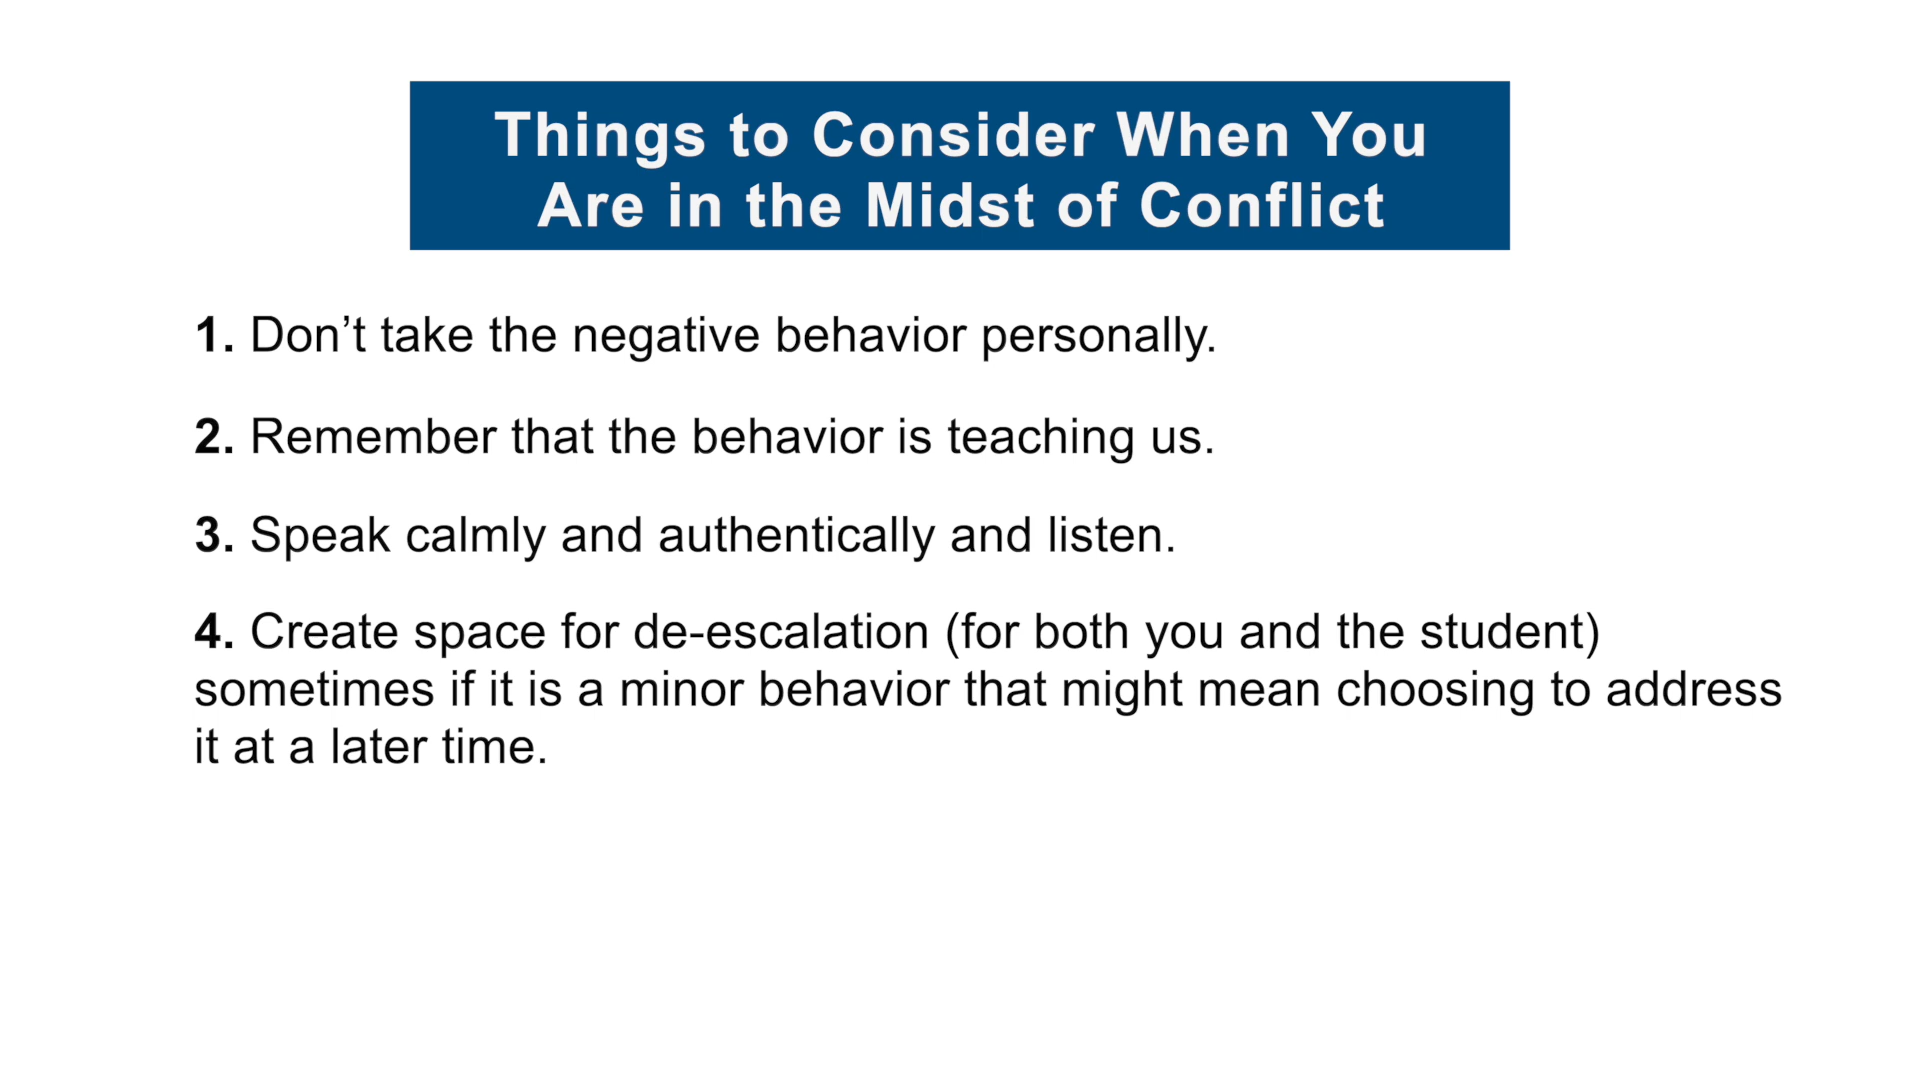 Things to Consider When You
Are in the Midst of Conflict
1. Don’t take the negative behavior personally.
2. Remember that the behavior is teaching us.
3. Speak calmly and authentically and listen.
4. Create space for de-escalation (for both you and the student)
sometimes if it is a minor behavior that might mean choosing to address
it at a later time.